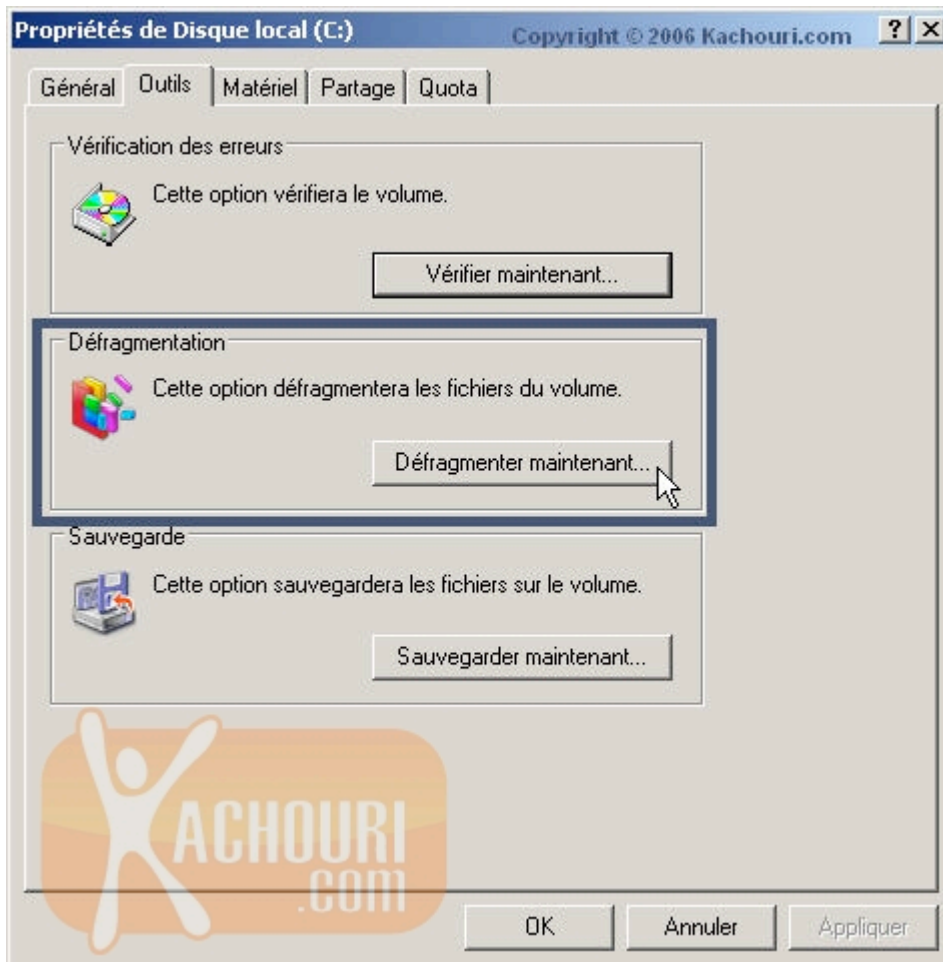 Propriétés de Disque local (C:)
Copyright © 2006 Kachouri.com
Général Outils Matériel Partage Quota
Vérification des erreurs
Cette option vérifiera le volume.
Vérifier maintenant...
Défragmentation
Cette option défragmentera les fichiers du volume.
Défragmenter maintenant...
Sauvegarde
Cette option sauvegardera les fichiers sur le volume.
Sauvegarder maintenant...
KACHOURI
.com
OK Annuler Appliquer